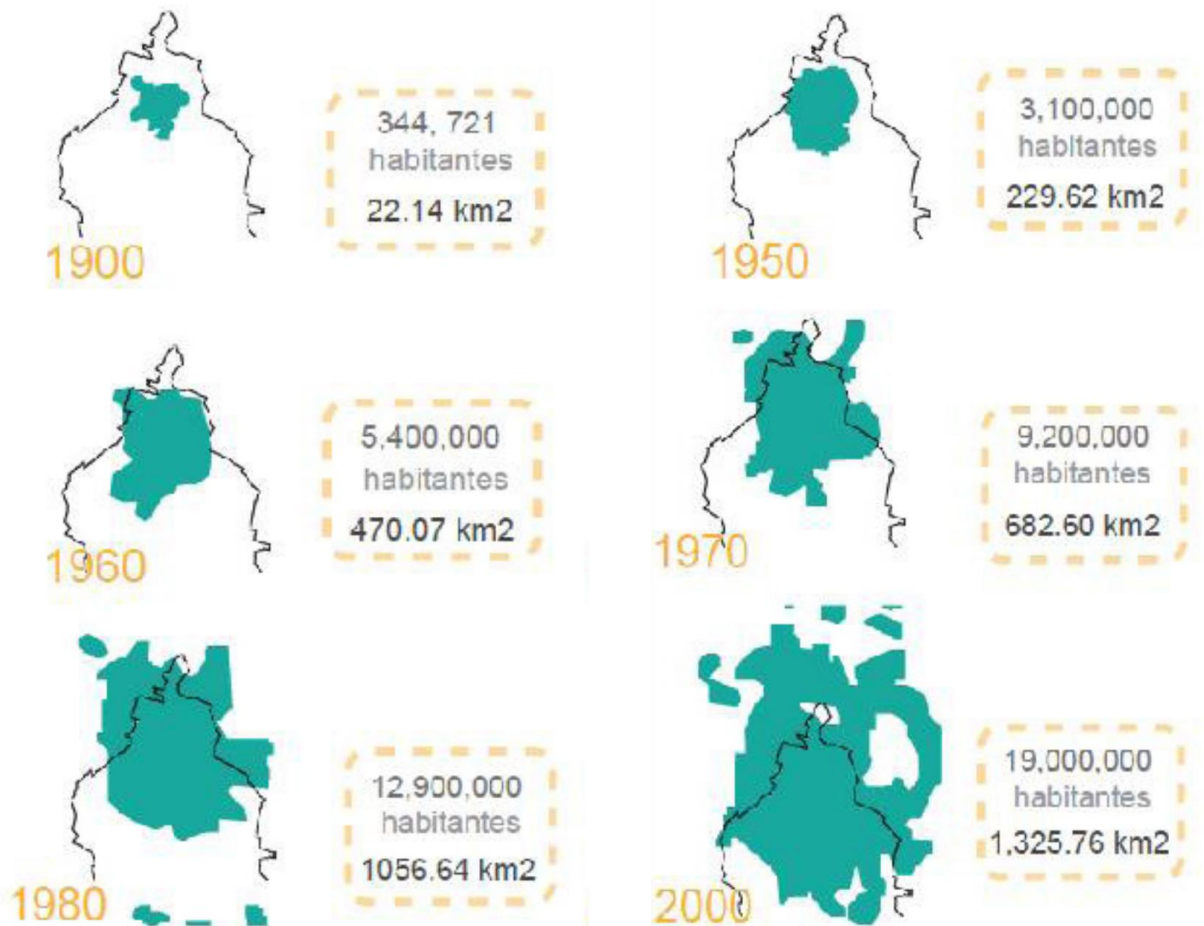 344, 721
habitantes
22.14 km2
1900
3,100,000
habitantes
229.62 km2
1950
5,400,000
habitantes
470.07 km2
1960
9,200,000
habitantes
682.60 km2
1970
12,900,000
habitantes
1056.64 km2
1980
19,000,000
habitantes
1,325.76 km2
2000